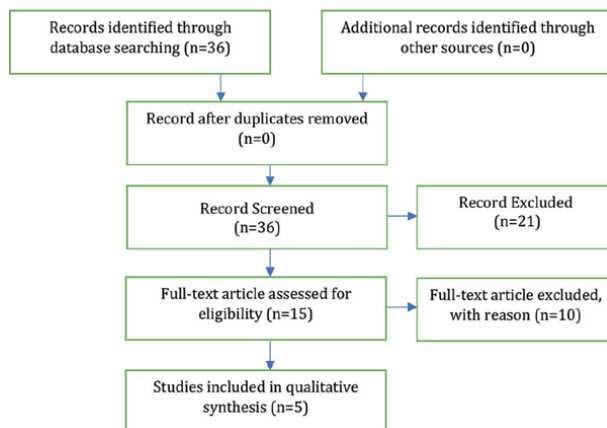 Records identified through
database searching (n=36)
Additional records identified through
other sources (n=0)
Record after duplicates removed
(n=0)
Record Screened
(n=36)
Record Excluded
(n=21)
Full-text article assessed for
eligibility (n=15)
Full-text article excluded,
with reason (n=10)
Studies included in qualitative
synthesis (n=5)